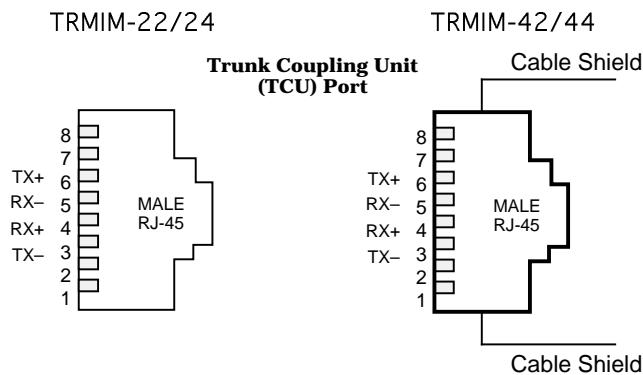 TRMIM-22/24
TRMIM-42/44
Trunk Coupling Unit
(TCU) Port
Cable Shield
8
7
TX+ 6
RX– 5
RX+ 4
TX– 3
2
1
MALE
RJ-45
8
7
TX+ 6
RX– 5
RX+ 4
TX– 3
2
1
MALE
RJ-45
Cable Shield